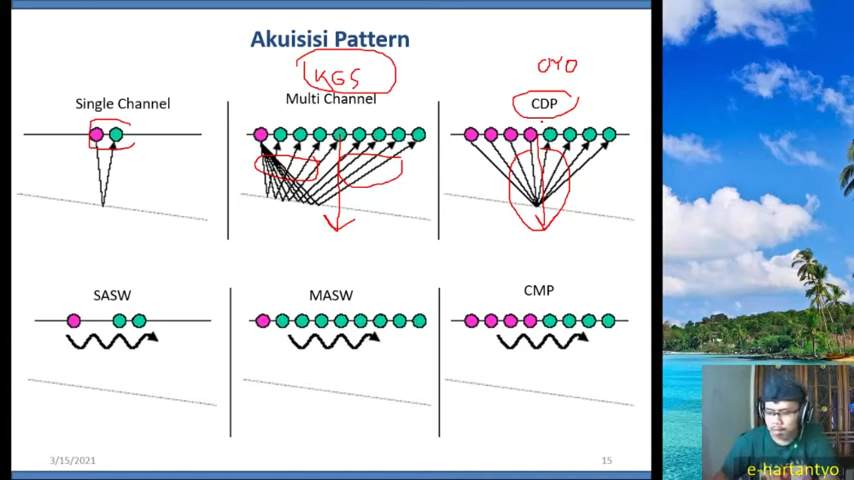 Akuisisi Pattern
KGS
OYO
Single Channel
Multi Channel
CDP
SASW
MASW
CMP
3/15/2021
15
e-hartantyo